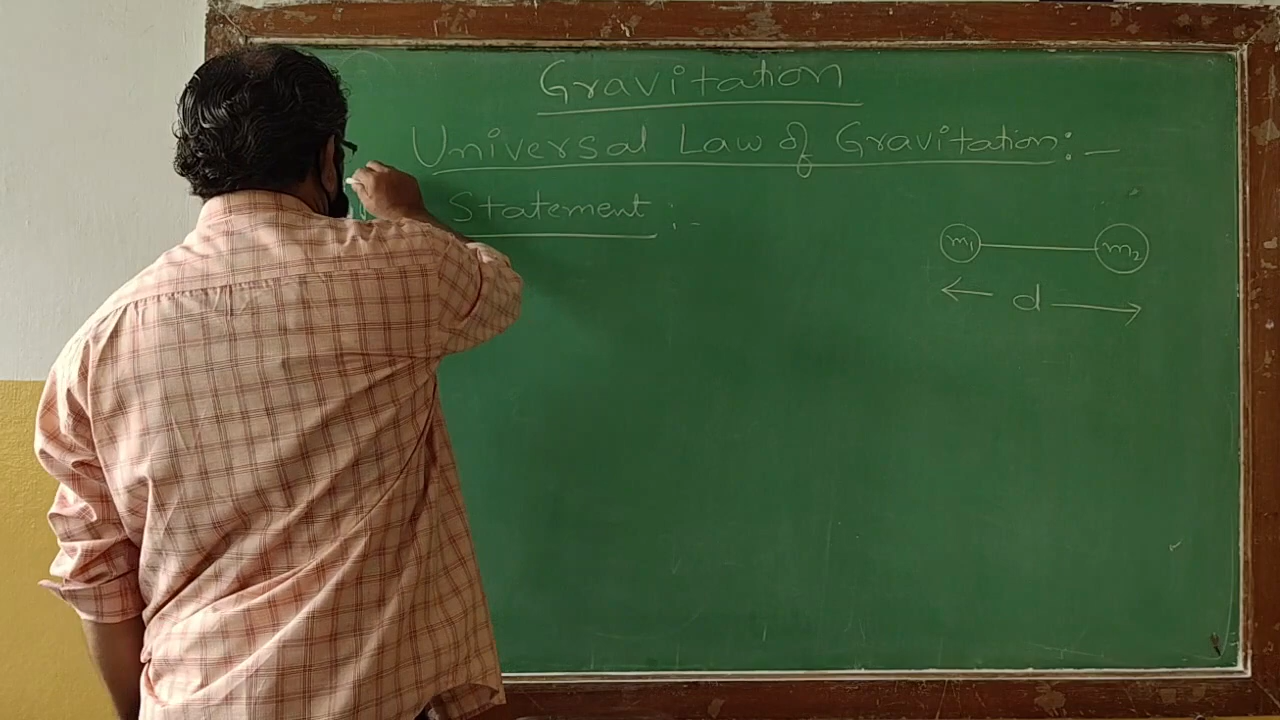 Gravitation
Universal Law of Gravitation:-
Statement:-
m1 m2
d